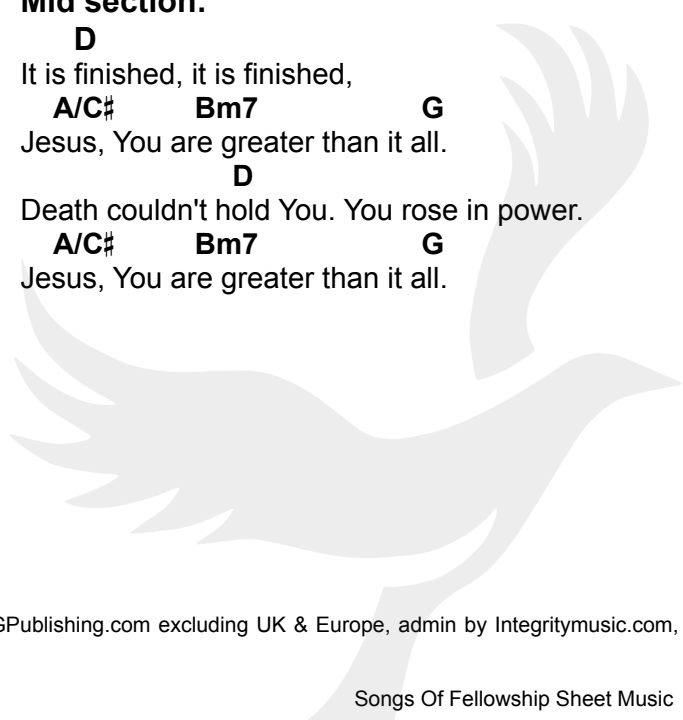 Mid section:
D
It is finished, it is finished,
A/C♯ Bm7 G
Jesus, You are greater than it all.
D
Death couldn't hold You. You rose in power.
A/C♯ Bm7 G
Jesus, You are greater than it all.
GPublishing.com excluding UK & Europe, admin by Integritymusic.com,
Songs Of Fellowship Sheet Music